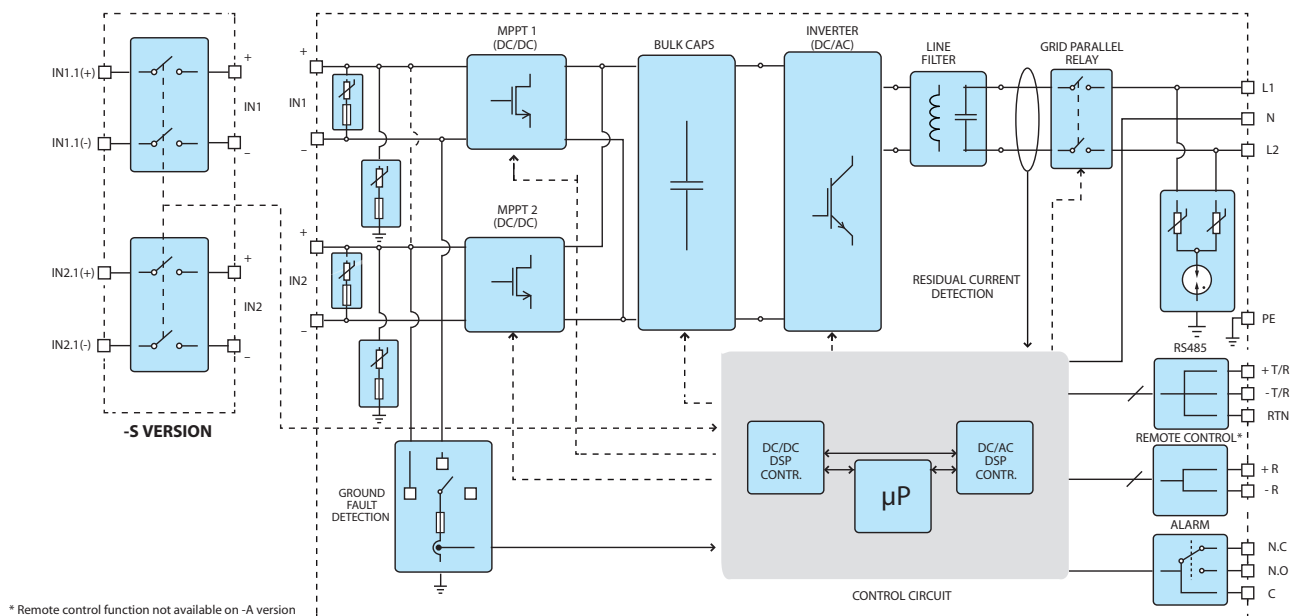 IN1.1(+)
+
IN1
IN1.1(-)
–
IN2.1(+)
+
IN2
IN2.1(-)
–
-S VERSION
+
IN1
–
+
IN2
–
MPPT 1
(DC/DC)
MPPT 2
(DC/DC)
BULK CAPS
INVERTER
(DC/AC)
LINE
FILTER
GRID PARALLEL
RELAY
L1
N
L2
RESIDUAL CURRENT
DETECTION
PE
RS485
+ T/R
- T/R
RTN
REMOTE CONTROL*
+ R
- R
ALARM
N.C
N.O
C
GROUND
FAULT
DETECTION
DC/DC
DSP
CONTR.
µP
DC/AC
DSP
CONTR.
CONTROL CIRCUIT
* Remote control function not available on -A version